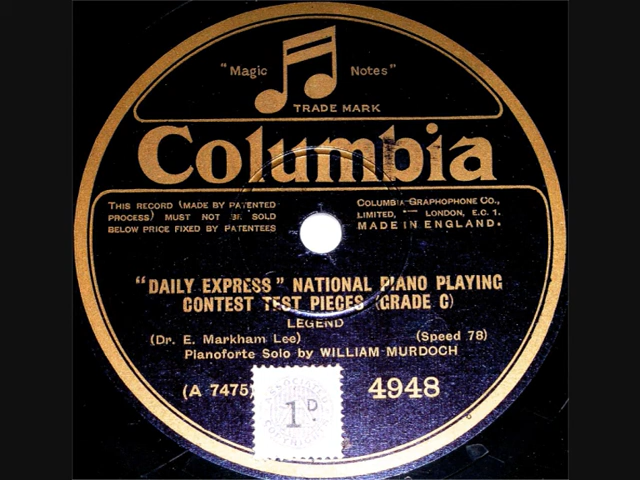 "Magic Notes"
TRADE MARK
Columbia
THIS RECORD (MADE BY PATENTED
PROCESS) MUST NOT BE SOLD
BELOW PRICE FIXED BY PATENTEES
COLUMBIA GRAPHOPHONE CO.,
LIMITED, LONDON, E.C. 1.
MADE IN ENGLAND.
"DAILY EXPRESS" NATIONAL PIANO PLAYING
CONTEST TEST PIECES (GRADE C)
LEGEND
(Dr. E. Markham Lee) (Speed 78)
Pianoforte Solo by WILLIAM MURDOCH
(A 7475) 4948
1D.